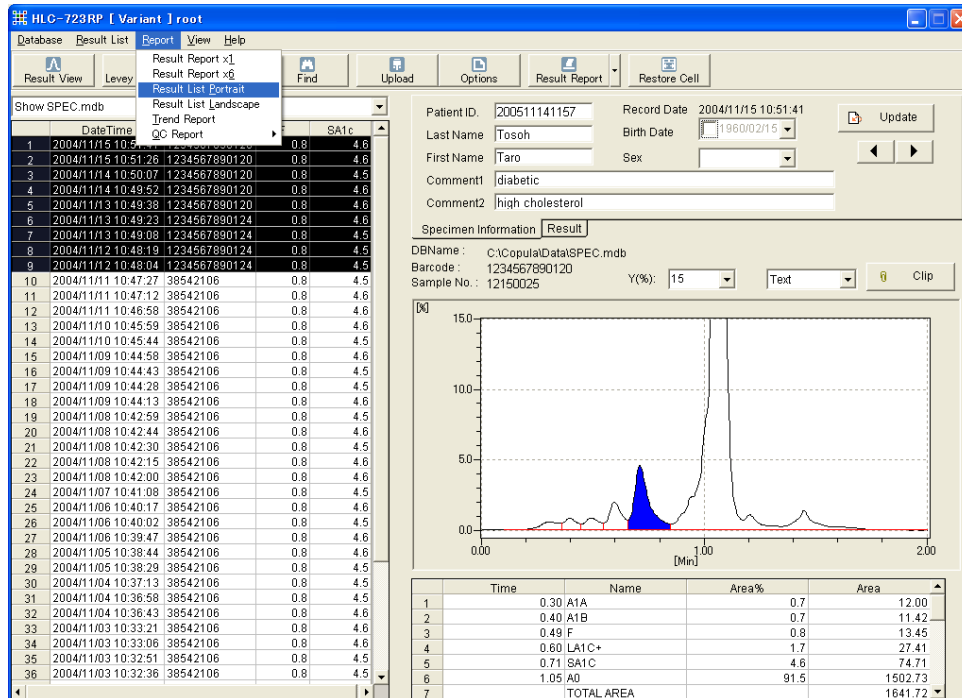 HLC-723RP [ Variant ] root
Database Result List Report View Help
Result View Levey Find Upload Options Result Report Restore Cell
Result Report x1
Result Report x6
Result List Portrait
Result List Landscape
Trend Report
QC Report
Show SPEC.mdb
DateTime F SA1c
1 2004/11/15 10:51:41 1234567890120 0.8 4.6
2 2004/11/15 10:51:26 1234567890120 0.8 4.6
3 2004/11/14 10:50:07 1234567890120 0.8 4.5
4 2004/11/14 10:49:52 1234567890120 0.8 4.6
5 2004/11/13 10:49:38 1234567890120 0.8 4.6
6 2004/11/13 10:49:23 1234567890124 0.8 4.6
7 2004/11/13 10:49:08 1234567890124 0.8 4.5
8 2004/11/12 10:48:19 1234567890124 0.8 4.6
9 2004/11/12 10:48:04 1234567890124 0.8 4.5
10 2004/11/11 10:47:27 38542106 0.8 4.5
11 2004/11/11 10:47:12 38542106 0.8 4.6
12 2004/11/11 10:46:58 38542106 0.8 4.6
13 2004/11/10 10:45:59 38542106 0.8 4.5
14 2004/11/10 10:45:44 38542106 0.8 4.5
15 2004/11/09 10:44:58 38542106 0.8 4.6
16 2004/11/09 10:44:43 38542106 0.8 4.5
17 2004/11/09 10:44:28 38542106 0.8 4.6
18 2004/11/09 10:44:13 38542106 0.8 4.6
19 2004/11/08 10:42:59 38542106 0.8 4.5
20 2004/11/08 10:42:44 38542106 0.8 4.6
21 2004/11/08 10:42:30 38542106 0.8 4.5
22 2004/11/08 10:42:15 38542106 0.8 4.6
23 2004/11/08 10:42:00 38542106 0.8 4.6
24 2004/11/07 10:41:08 38542106 0.8 4.5
25 2004/11/06 10:40:17 38542106 0.8 4.6
26 2004/11/06 10:40:02 38542106 0.8 4.5
27 2004/11/06 10:39:47 38542106 0.8 4.6
28 2004/11/05 10:38:44 38542106 0.8 4.5
29 2004/11/05 10:38:29 38542106 0.8 4.5
30 2004/11/04 10:37:13 38542106 0.8 4.5
31 2004/11/04 10:36:58 38542106 0.8 4.5
32 2004/11/04 10:36:43 38542106 0.8 4.6
33 2004/11/03 10:33:21 38542106 0.8 4.6
34 2004/11/03 10:33:06 38542106 0.8 4.6
35 2004/11/03 10:32:51 38542106 0.8 4.5
36 2004/11/03 10:32:36 38542106 0.8 4.5
Patient ID. 200511141157 Record Date 2004/11/15 10:51:41
Last Name Tosoh Birth Date 1960/02/15 Update
First Name Taro Sex
Comment1 diabetic
Comment2 high cholesterol
Specimen Information Result
DBName : C:\Copula\Data\SPEC.mdb
Barcode : 1234567890120
Sample No. : 12150025 Y(%): 15 Text Clip
[%]
15.0
10.0
5.0
0.0
0.00 1.00 2.00
[Min]
Time Name Area% Area
1 0.30 A1A 0.7 12.00
2 0.40 A1B 0.7 11.42
3 0.49 F 0.8 13.45
4 0.60 LA1C+ 1.7 27.41
5 0.71 SA1C 4.6 74.71
6 1.05 A0 91.5 1502.73
7 TOTAL AREA 1641.72